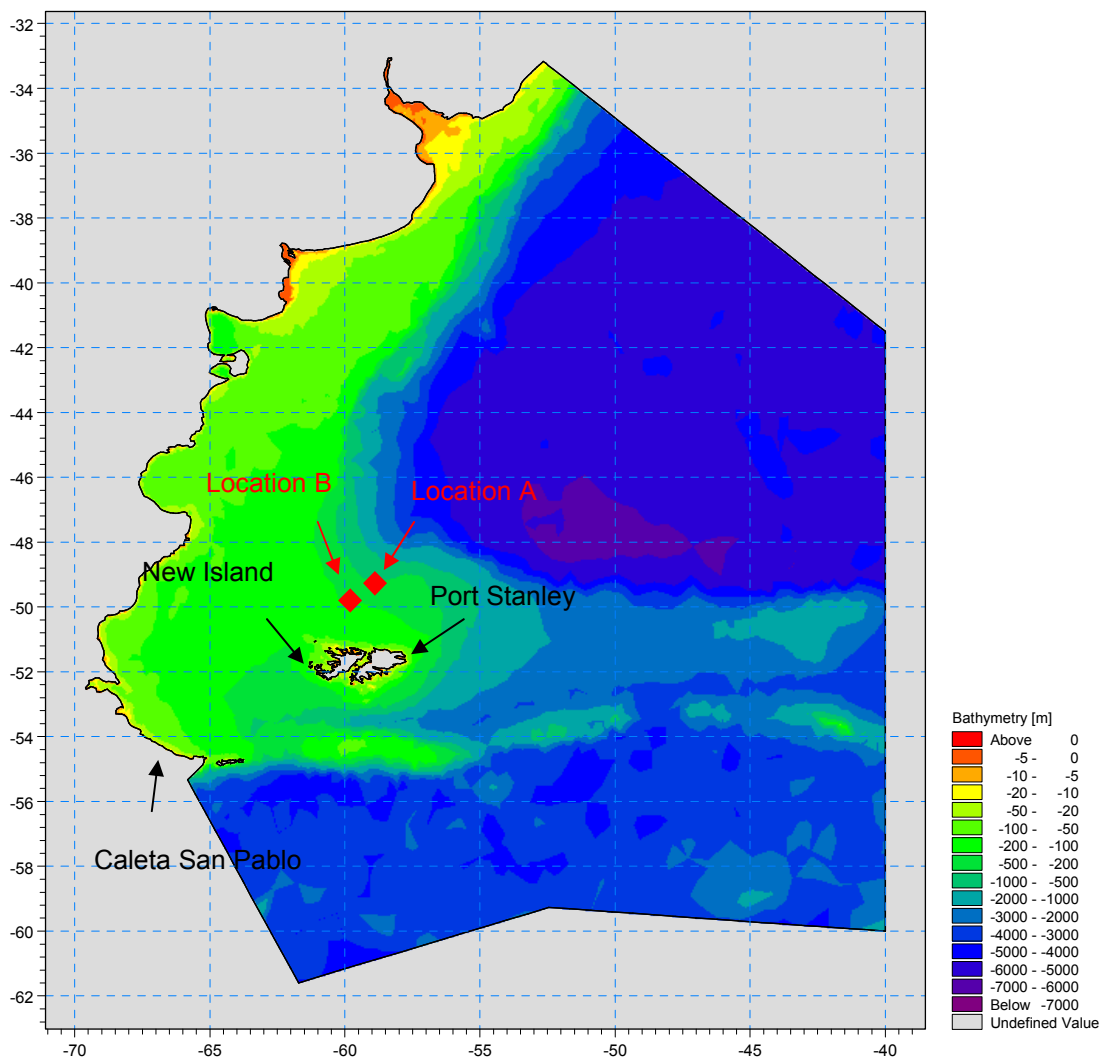 -32
-34
-36
-38
-40
-42
-44
-46
-48
-50
-52
-54
-56
-58
-60
-62
Location B
Location A
New Island
Port Stanley
Caleta San Pablo
-70 -65 -60 -55 -50 -45 -40
Bathymetry [m]
Above 0
-5 - 0
-10 - -5
-20 - -10
-50 - -20
-100 - -50
-200 - -100
-500 - -200
-1000 - -500
-2000 - -1000
-3000 - -2000
-4000 - -3000
-5000 - -4000
-6000 - -5000
-7000 - -6000
Below -7000
Undefined Value